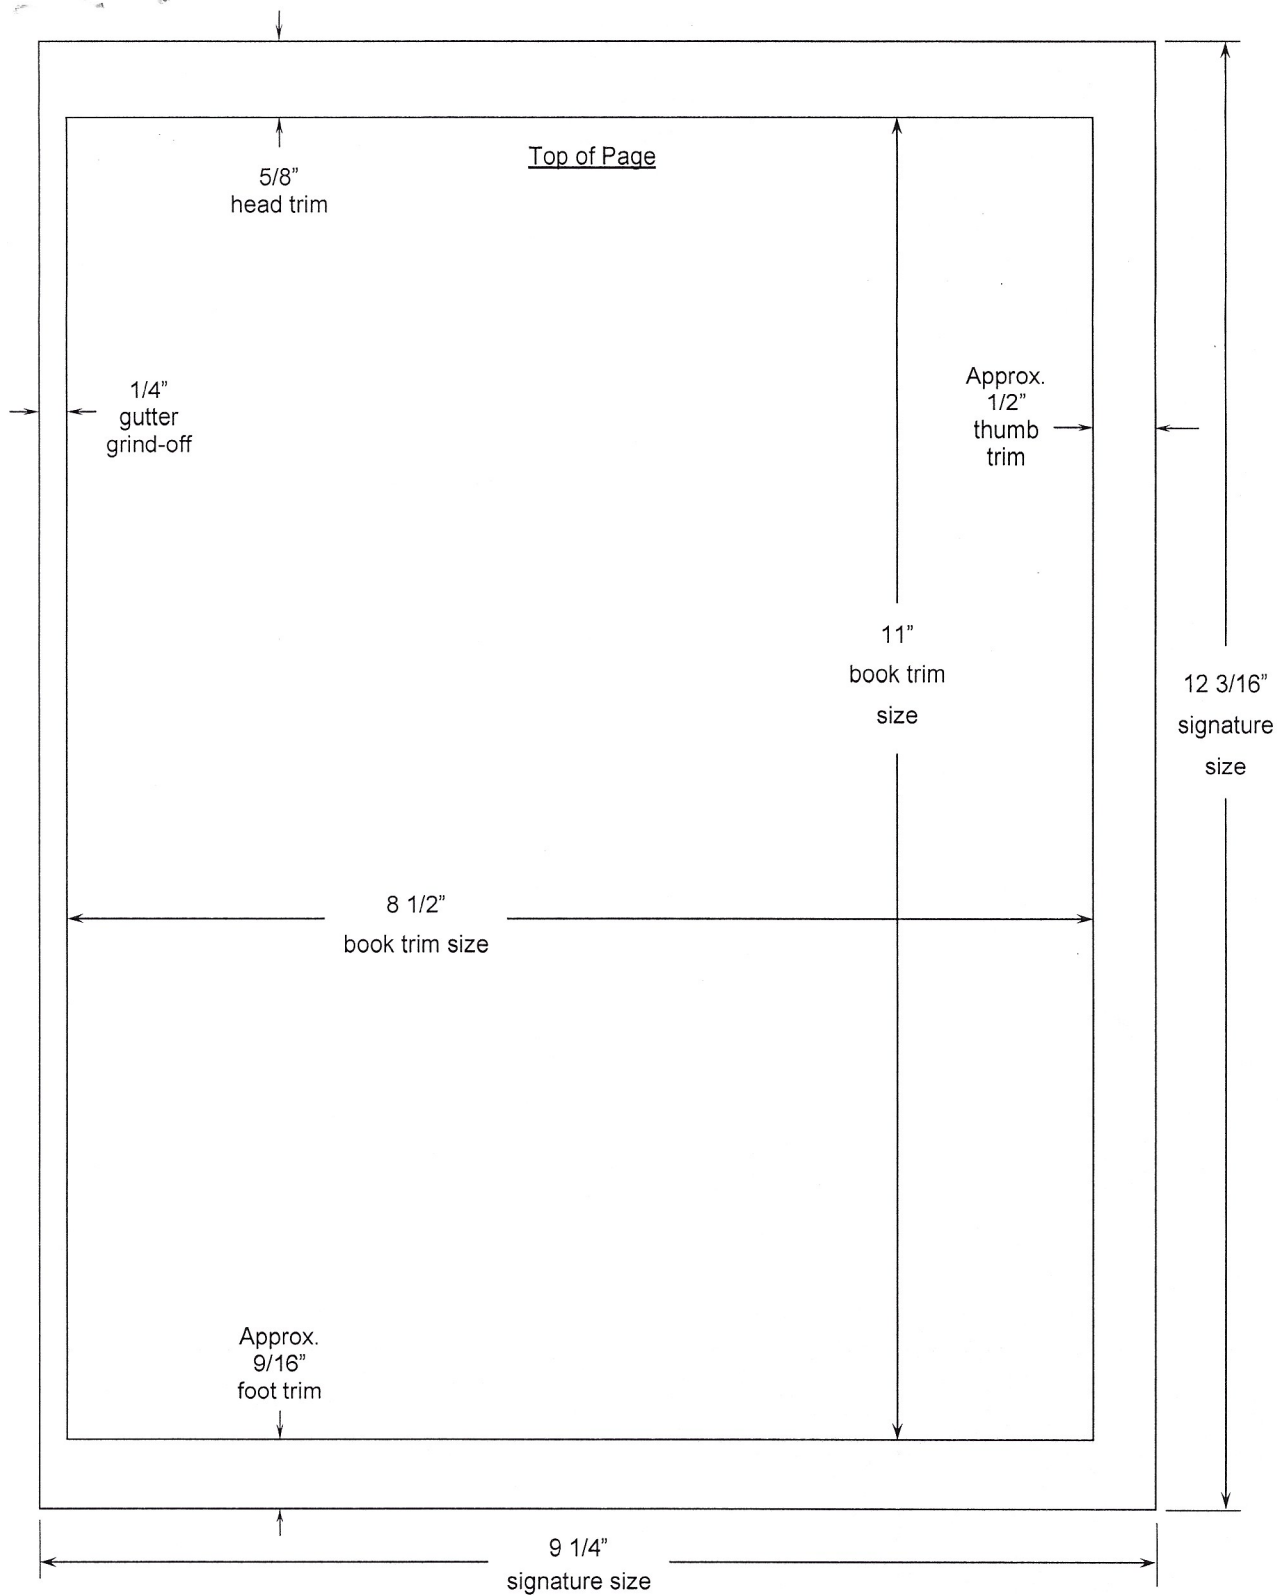 Top of Page
5/8”
head trim
1/4”
gutter
grind-off
Approx.
1/2”
thumb
trim
11”
book trim
size
12 3/16”
signature
size
8 1/2”
book trim size
Approx.
9/16”
foot trim
9 1/4”
signature size